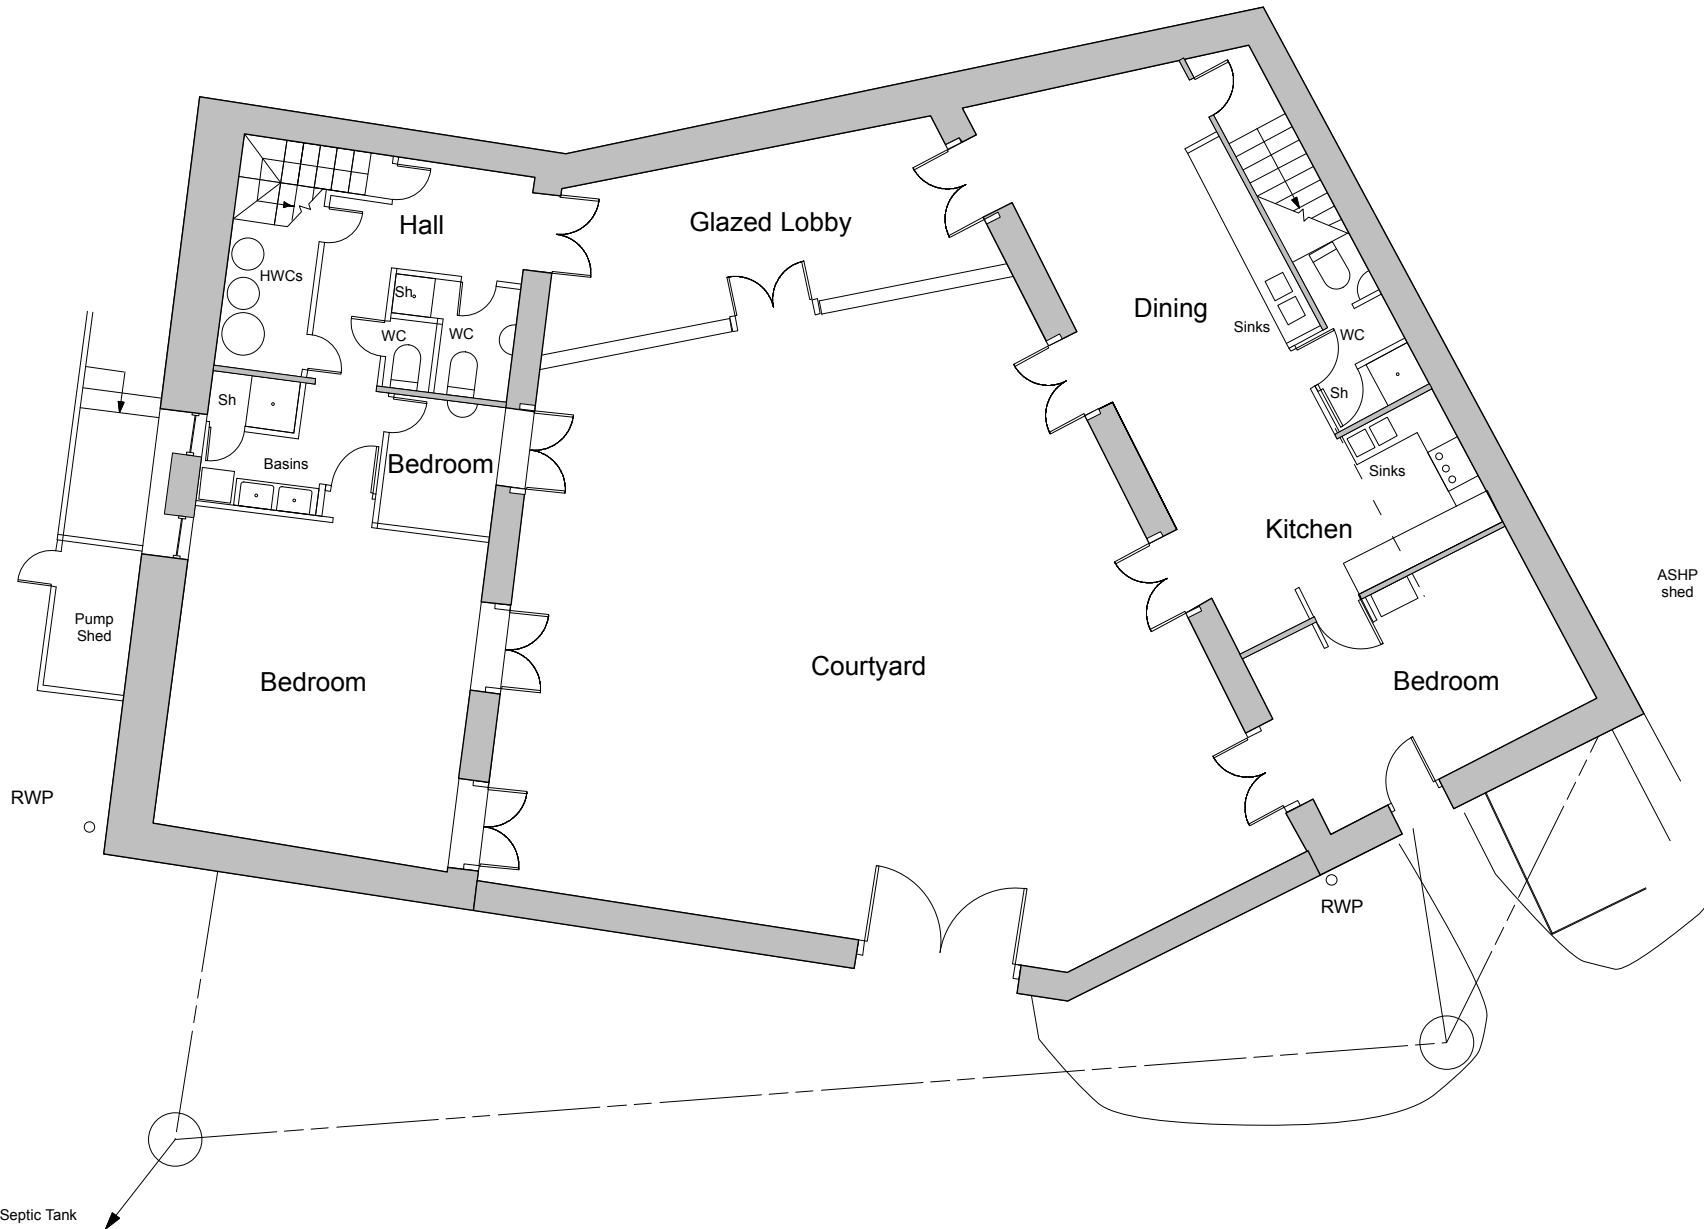 Hall
Glazed Lobby
HWCs
Sh
WC
WC
Dining
Sinks
WC
Sh
Sh
Basins
Bedroom
Sinks
Kitchen
ASHP
shed
Pump
Shed
Bedroom
Courtyard
Bedroom
RWP
RWP
Septic Tank